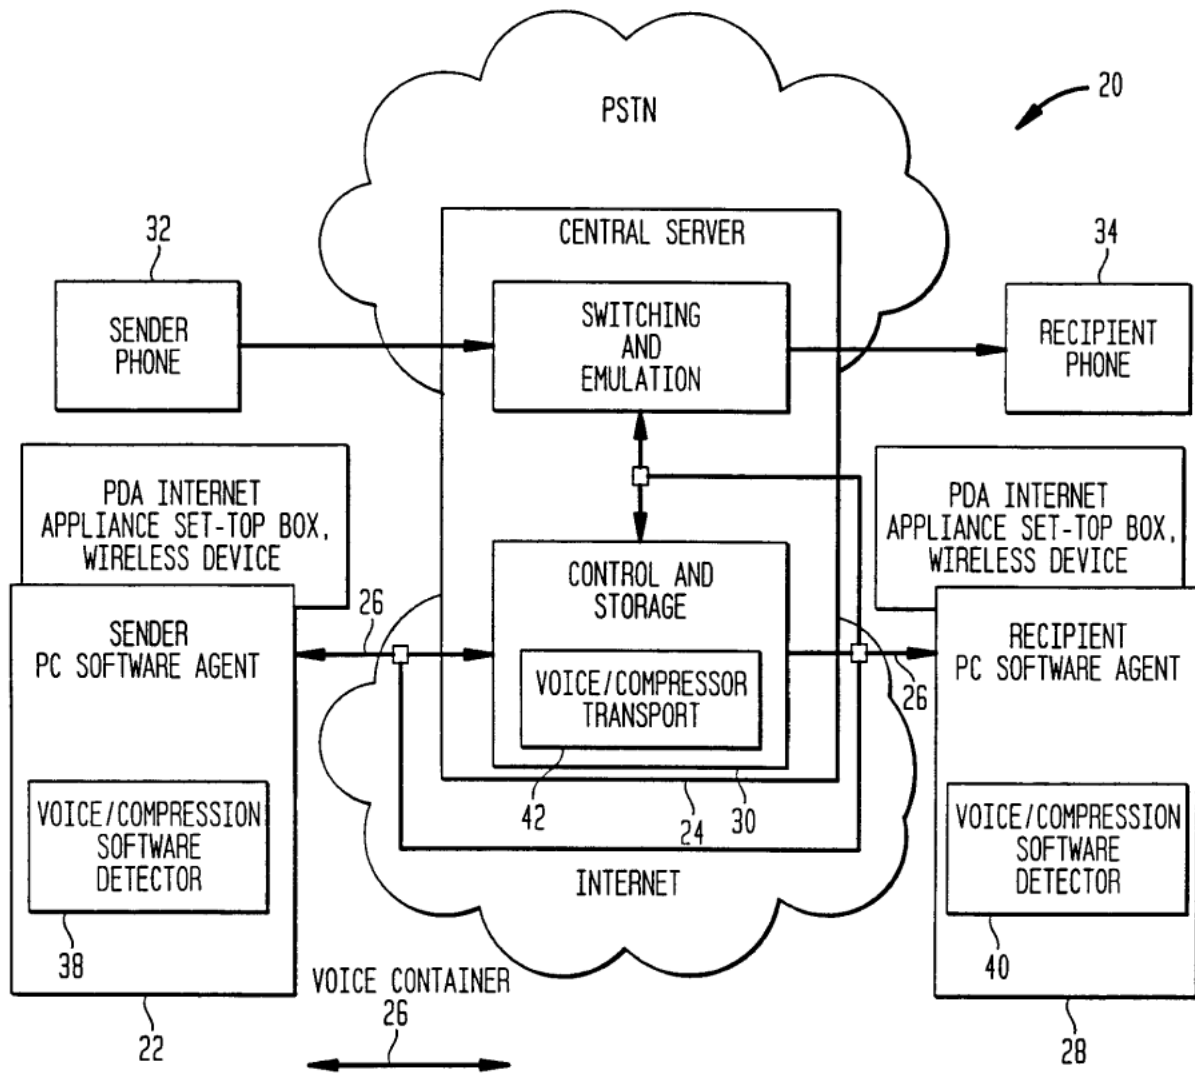 PSTN
20
CENTRAL SERVER
32
SENDER
PHONE
SWITCHING
AND
EMULATION
34
RECIPIENT
PHONE
PDA INTERNET
APPLIANCE SET-TOP BOX,
WIRELESS DEVICE
PDA INTERNET
APPLIANCE SET-TOP BOX,
WIRELESS DEVICE
SENDER
PC SOFTWARE AGENT
26
CONTROL AND
STORAGE
VOICE/COMPRESSOR
TRANSPORT
42
30
24
RECIPIENT
PC SOFTWARE AGENT
26
VOICE/COMPRESSION
SOFTWARE
DETECTOR
38
22
INTERNET
VOICE/COMPRESSION
SOFTWARE
DETECTOR
40
28
VOICE CONTAINER
26